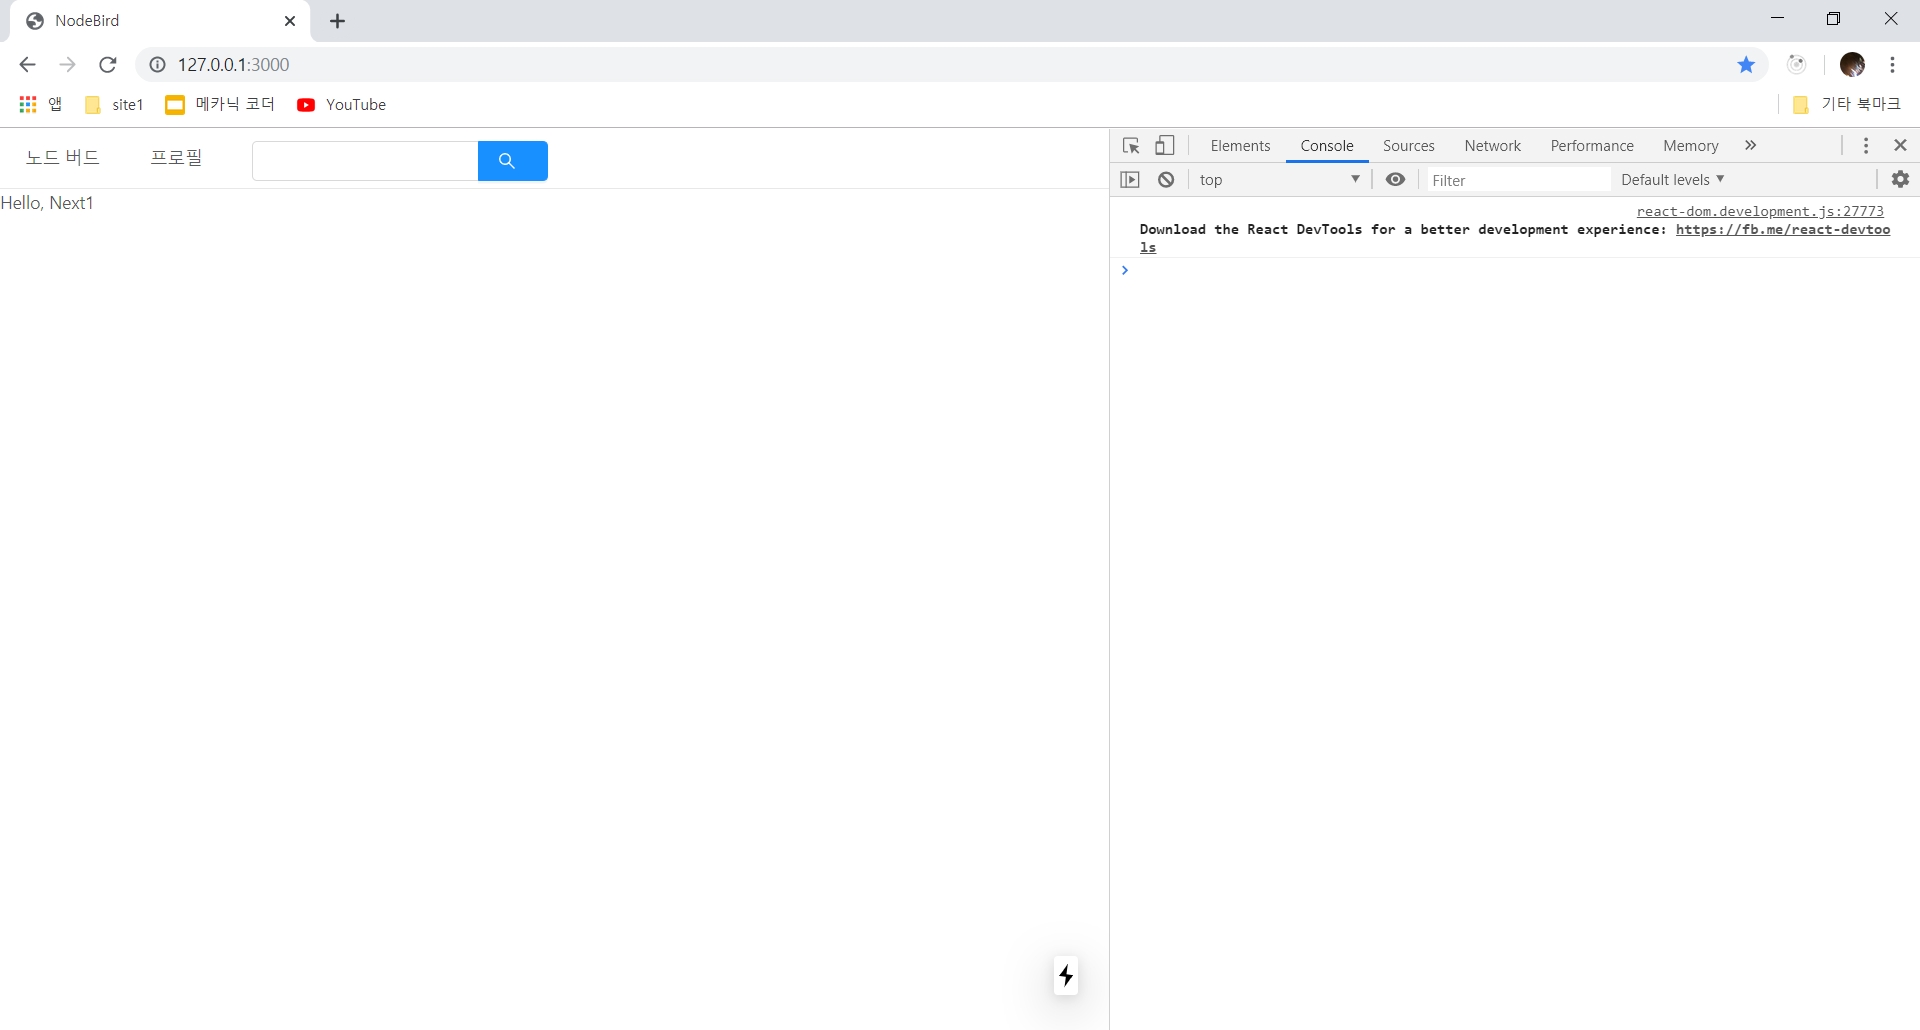 NodeBird
127.0.0.1:3000
앱 site1 메카닉 코더 YouTube 기타 북마크
노드 버드 프로필
Hello, Next1
Elements Console Sources Network Performance Memory
top Filter Default levels
react-dom.development.js:27773
Download the React DevTools for a better development experience: https://fb.me/react-devtoo
ls